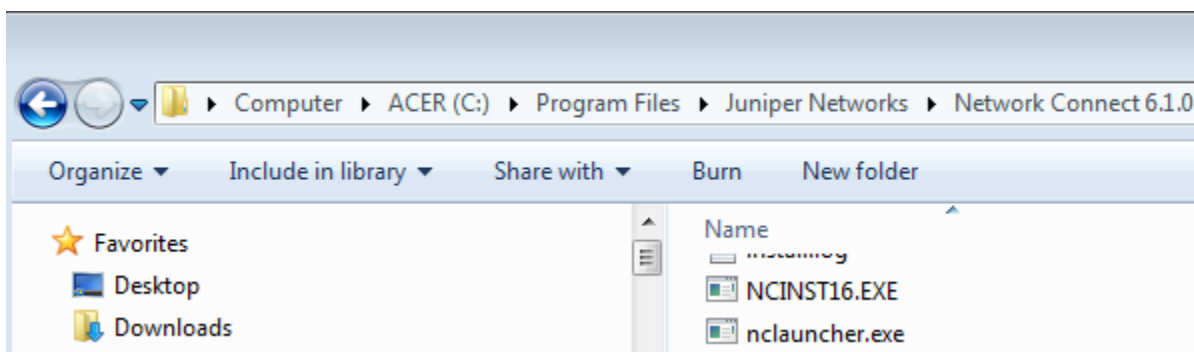 Computer ACER (C:) Program Files Juniper Networks Network Connect 6.1.0
Organize Include in library Share with Burn New folder
Favorites
Desktop
Downloads
Name
NCINST16.EXE
nclauncher.exe